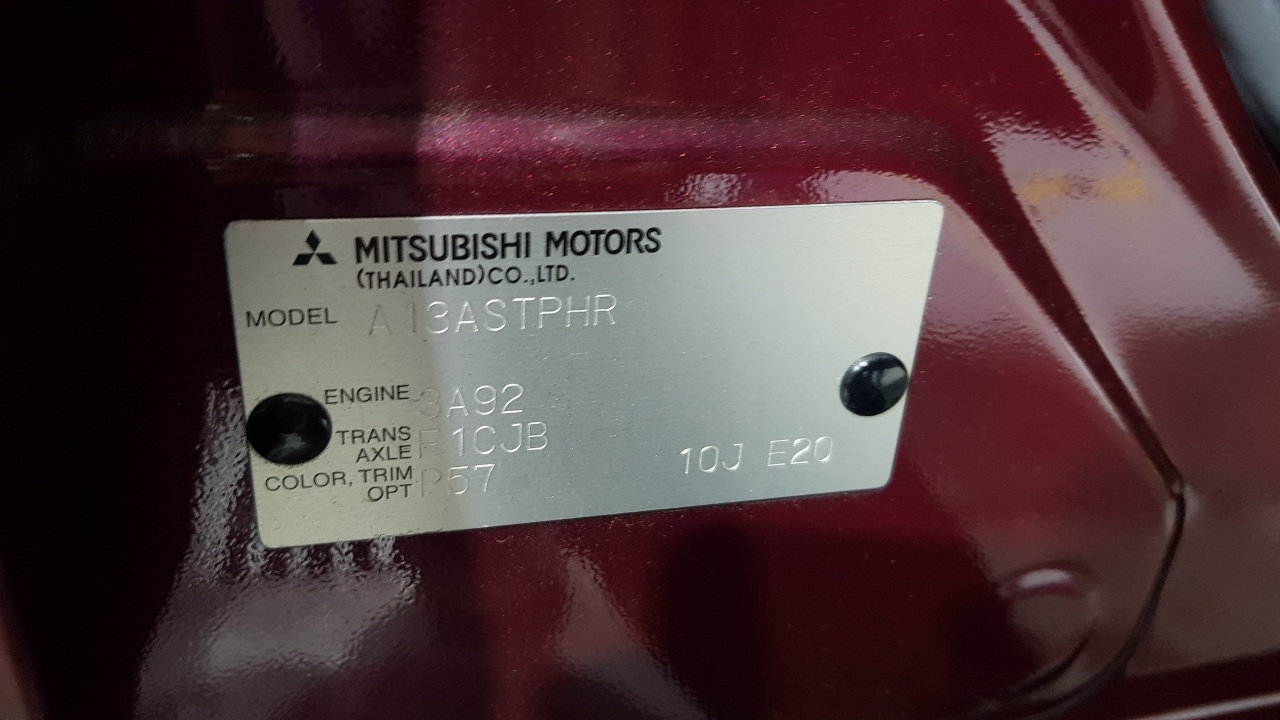 MITSUBISHI MOTORS
(THAILAND)CO.,LTD.
MODEL A13ASTPHR
ENGINE 3A92
TRANS AXLE F1CJB
COLOR, TRIM OPT P57 10J E20